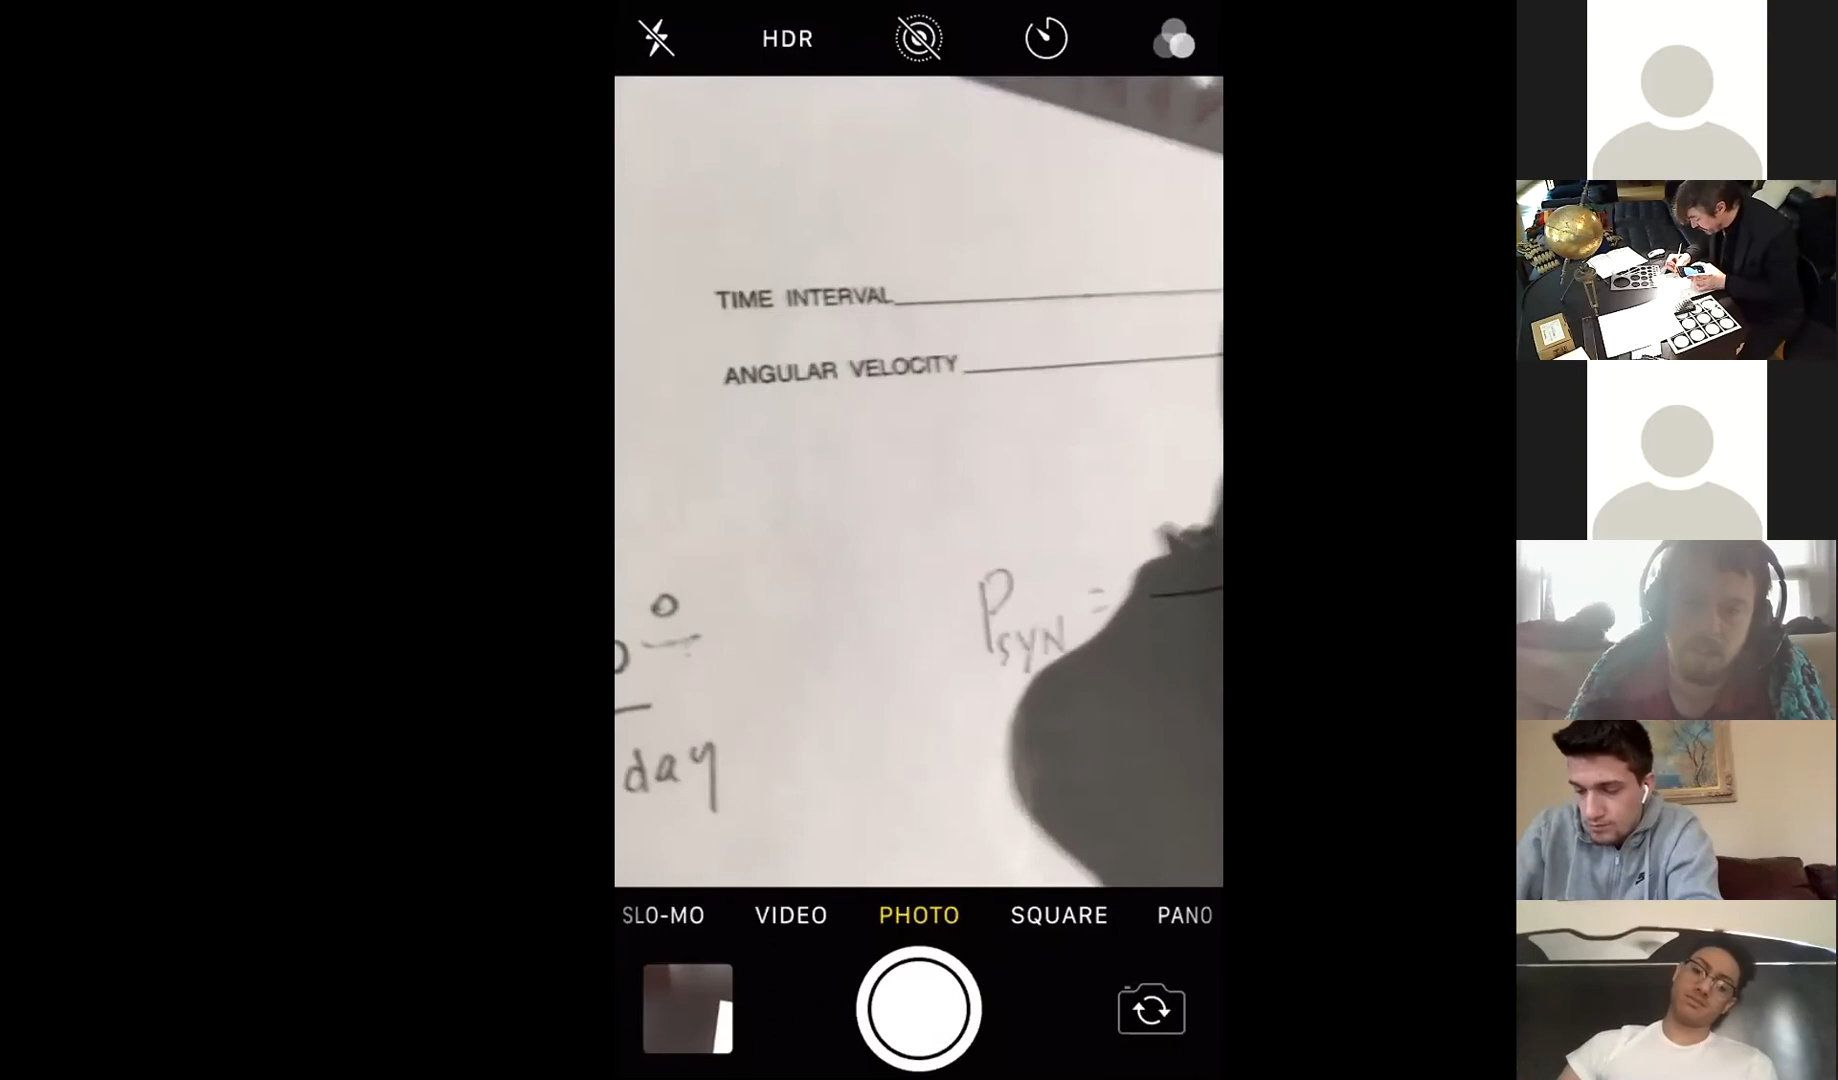 HDR
TIME INTERVAL
ANGULAR VELOCITY
o
PSYN =
day
SLO-MO VIDEO PHOTO SQUARE PANO